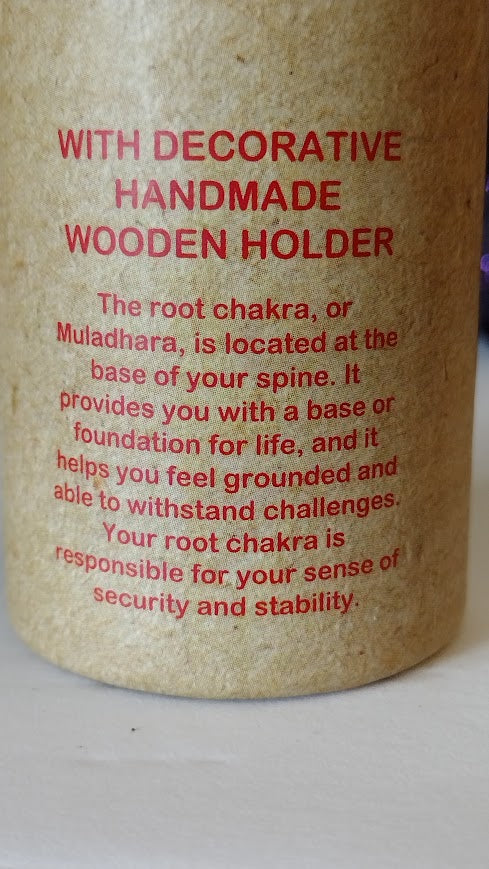 WITH DECORATIVE
HANDMADE
WOODEN HOLDER
The root chakra, or
Muladhara, is located at the
base of your spine. It
provides you with a base or
foundation for life, and it
helps you feel grounded and
able to withstand challenges.
Your root chakra is
responsible for your sense of
security and stability.